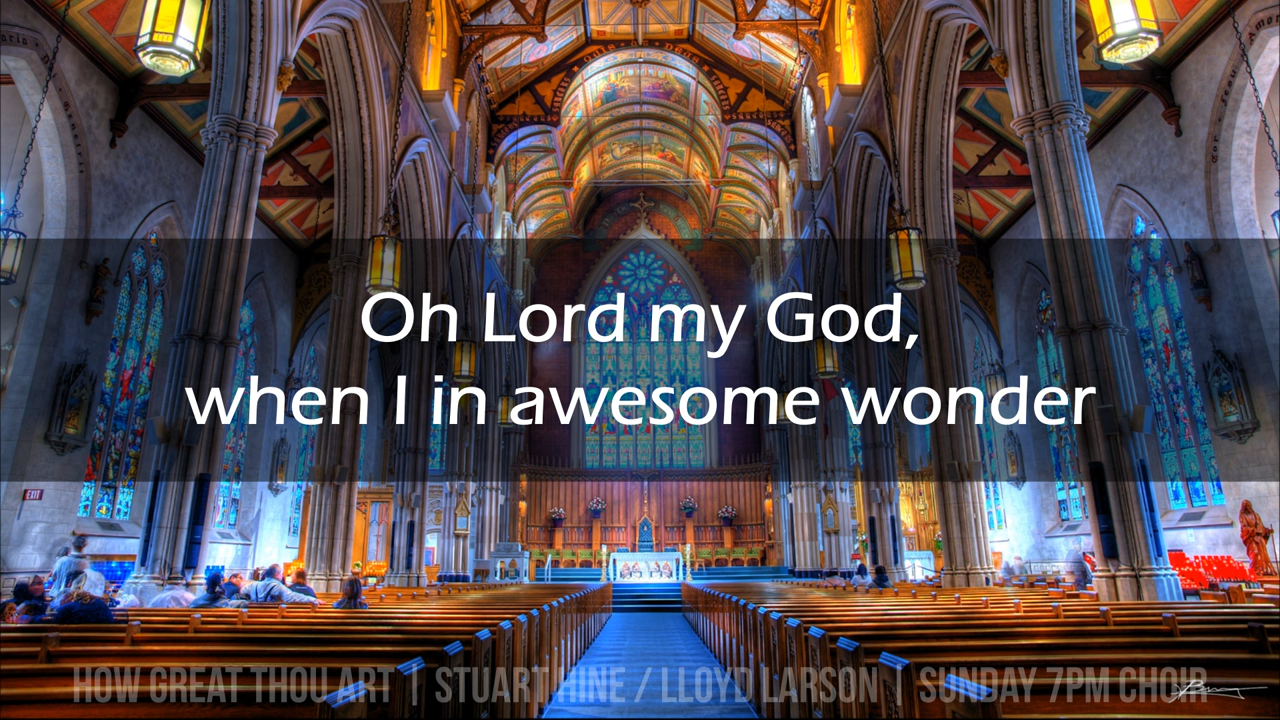 Oh Lord my God,
when I in awesome wonder
EXIT
HOW GREAT THOU ART | STUART HINE / LLOYD LARSON | SUNDAY 7PM CHOIR